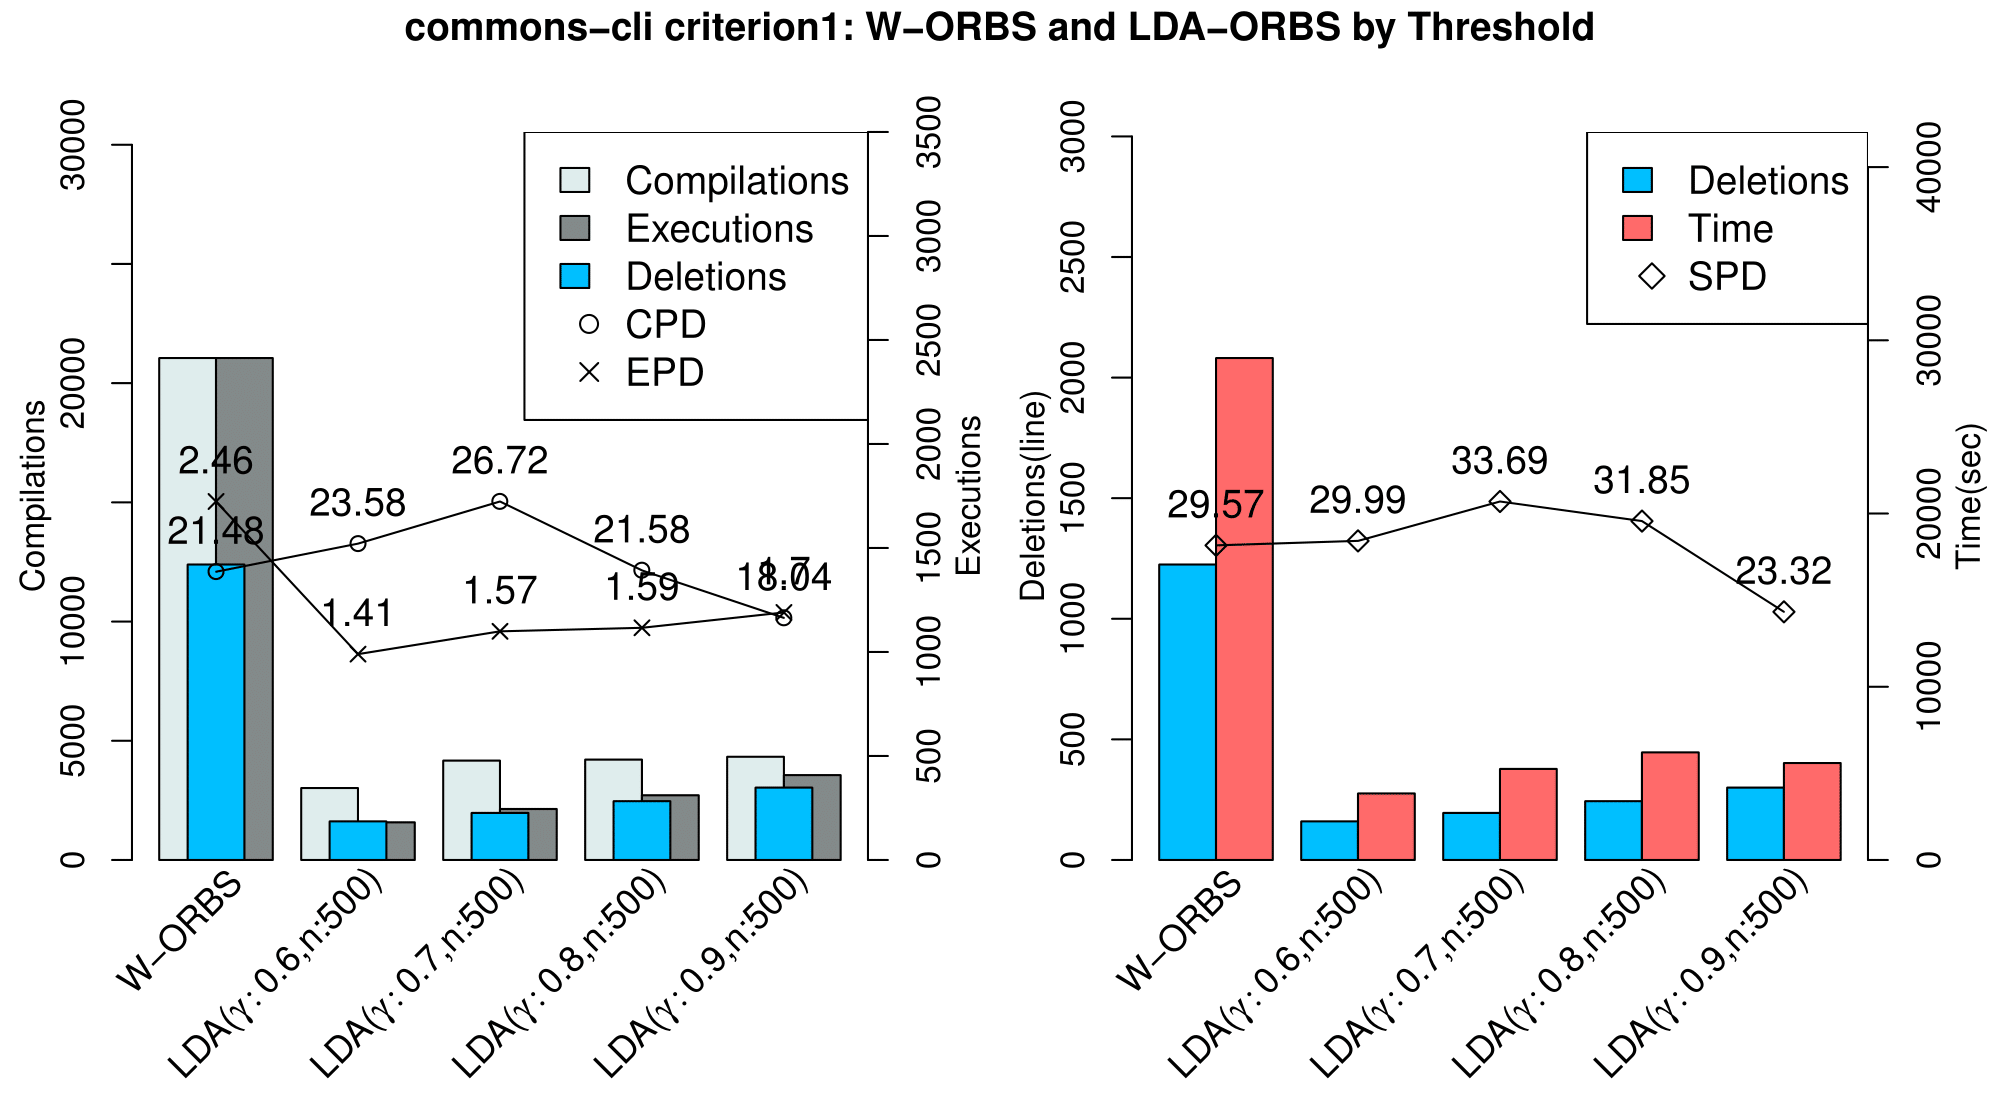 commons−cli criterion1: W−ORBS and LDA−ORBS by Threshold
Compilations
0
5000
10000
20000
30000
Compilations
Executions
Deletions
CPD
EPD
2.46
21.48
23.58
1.41
26.72
1.57
21.58
1.59
1.7
18.04
0
500
1000
1500
2000
2500
3000
3500
Executions
W−ORBS
LDA(γ: 0.6,n:500)
LDA(γ: 0.7,n:500)
LDA(γ: 0.8,n:500)
LDA(γ: 0.9,n:500)
Deletions(line)
0
500
1000
1500
2000
2500
3000
Deletions
Time
SPD
29.57
29.99
33.69
31.85
23.32
0
10000
20000
30000
40000
Time(sec)
W−ORBS
LDA(γ: 0.6,n:500)
LDA(γ: 0.7,n:500)
LDA(γ: 0.8,n:500)
LDA(γ: 0.9,n:500)